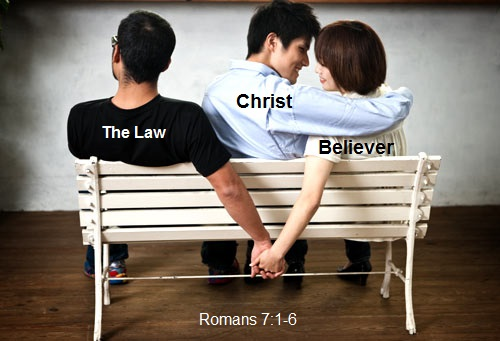 Christ
The Law
Believer
Romans 7:1-6